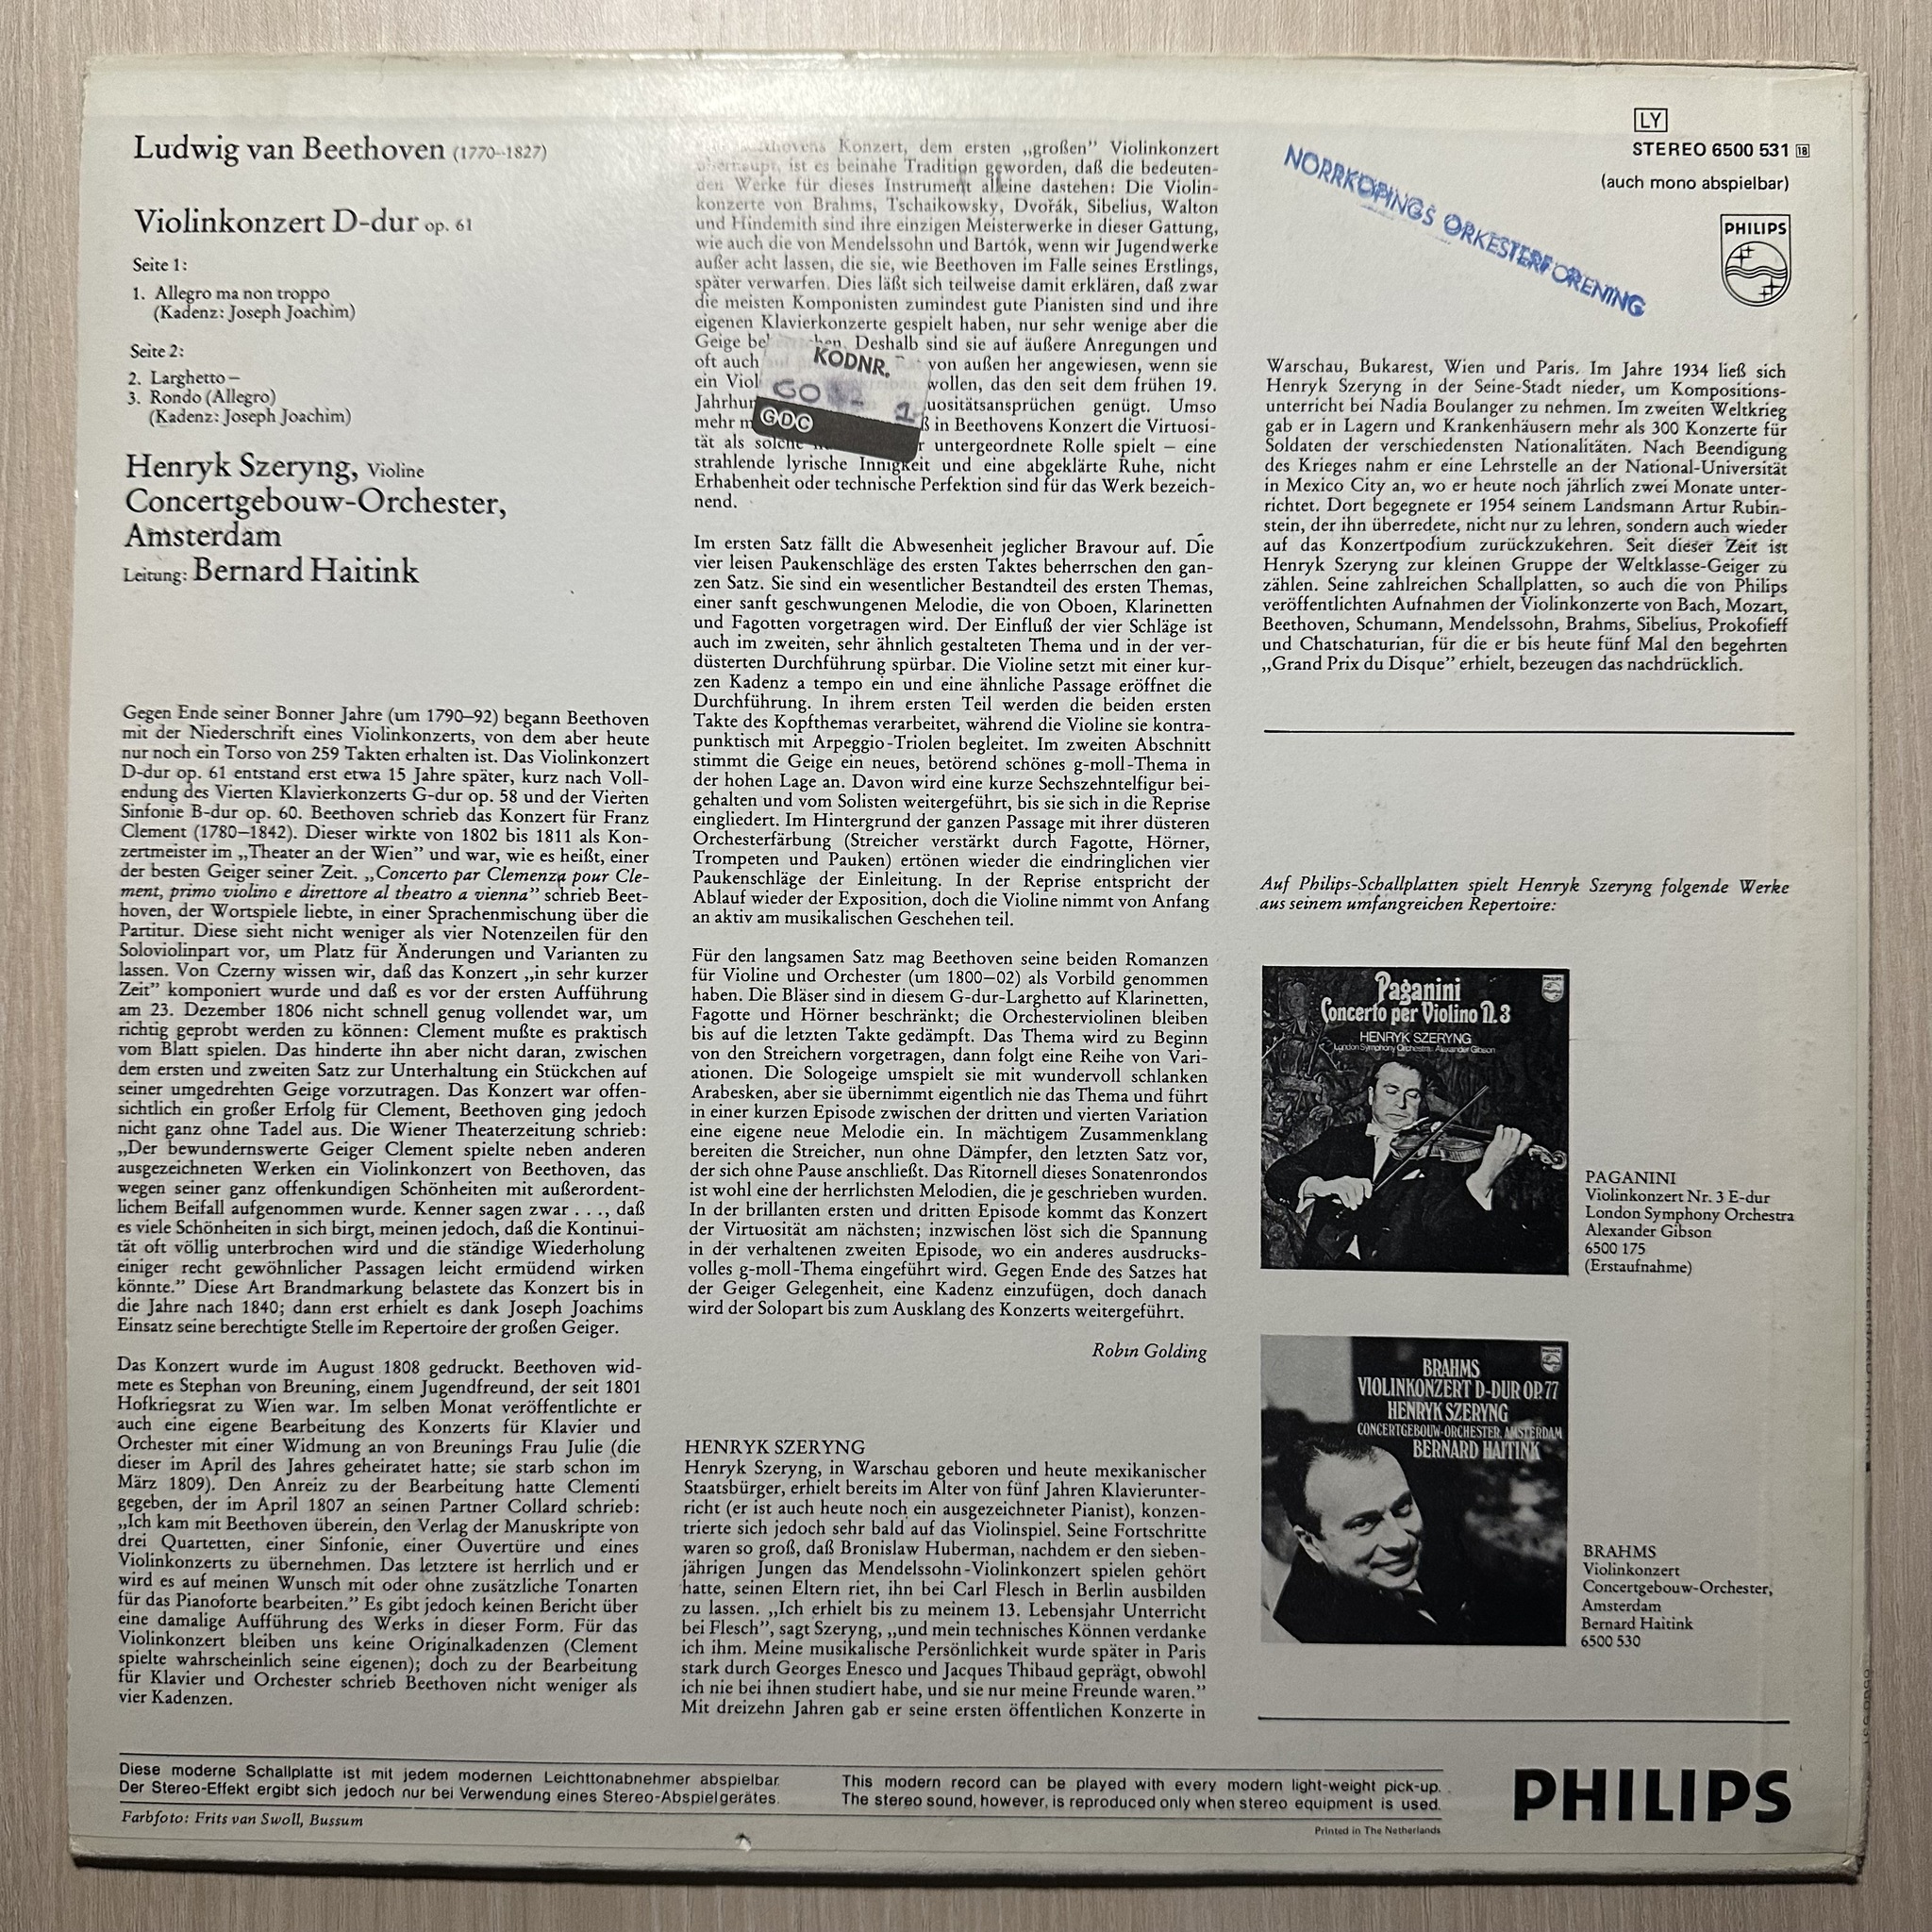 Ludwig van Beethoven (1770–1827)
Violinkonzert D-dur op. 61
Seite 1:
1. Allegro ma non troppo
(Kadenz: Joseph Joachim)
Seite 2:
2. Larghetto –
3. Rondo (Allegro)
(Kadenz: Joseph Joachim)
Henryk Szeryng, Violine
Concertgebouw-Orchester,
Amsterdam
Leitung: Bernard Haitink
Gegen Ende seiner Bonner Jahre (um 1790–92) begann Beethoven
mit der Niederschrift eines Violinkonzerts, von dem aber heute
nur noch ein Torso von 259 Takten erhalten ist. Das Violinkonzert
D-dur op. 61 entstand erst etwa 15 Jahre später, kurz nach Voll-
endung des Vierten Klavierkonzerts G-dur op. 58 und der Vierten
Sinfonie B-dur op. 60. Beethoven schrieb das Konzert für Franz
Clement (1780–1842). Dieser wirkte von 1802 bis 1811 als Kon-
zertmeister im „Theater an der Wien” und war, wie es heißt, einer
der besten Geiger seiner Zeit. „Concerto par Clemenza pour Cle-
ment, primo violino e direttore al theatro a vienna” schrieb Beet-
hoven, der Wortspiele liebte, in einer Sprachenmischung über die
Partitur. Diese sieht nicht weniger als vier Notenzeilen für den
Soloviolinpart vor, um Platz für Änderungen und Varianten zu
lassen. Von Czerny wissen wir, daß das Konzert „in sehr kurzer
Zeit” komponiert wurde und daß es vor der ersten Aufführung
am 23. Dezember 1806 nicht schnell genug vollendet war, um
richtig geprobt werden zu können: Clement mußte es praktisch
vom Blatt spielen. Das hinderte ihn aber nicht daran, zwischen
dem ersten und zweiten Satz zur Unterhaltung ein Stückchen auf
seiner umgedrehten Geige vorzutragen. Das Konzert war offen-
sichtlich ein großer Erfolg für Clement, Beethoven ging jedoch
nicht ganz ohne Tadel aus. Die Wiener Theaterzeitung schrieb:
„Der bewundernswerte Geiger Clement spielte neben anderen
ausgezeichneten Werken ein Violinkonzert von Beethoven, das
wegen seiner ganz offenkundigen Schönheiten mit außerordent-
lichem Beifall aufgenommen wurde. Kenner sagen zwar . . ., daß
es viele Schönheiten in sich birgt, meinen jedoch, daß die Kontinui-
tät oft völlig unterbrochen wird und die ständige Wiederholung
einiger recht gewöhnlicher Passagen leicht ermüdend wirken
könnte.” Diese Art Brandmarkung belastete das Konzert bis in
die Jahre nach 1840; dann erst erhielt es dank Joseph Joachims
Einsatz seine berechtigte Stelle im Repertoire der großen Geiger.
Das Konzert wurde im August 1808 gedruckt. Beethoven wid-
mete es Stephan von Breuning, einem Jugendfreund, der seit 1801
Hofkriegsrat zu Wien war. Im selben Monat veröffentlichte er
auch eine eigene Bearbeitung des Konzerts für Klavier und
Orchester mit einer Widmung an von Breunings Frau Julie (die
dieser im April des Jahres geheiratet hatte; sie starb schon im
März 1809). Den Anreiz zu der Bearbeitung hatte Clementi
gegeben, der im April 1807 an seinen Partner Collard schrieb:
„Ich kam mit Beethoven überein, den Verlag der Manuskripte von
drei Quartetten, einer Sinfonie, einer Ouvertüre und eines
Violinkonzerts zu übernehmen. Das letztere ist herrlich und er
wird es auf meinen Wunsch mit oder ohne zusätzliche Tonarten
für das Pianoforte bearbeiten.” Es gibt jedoch keinen Bericht über
eine damalige Aufführung des Werks in dieser Form. Für das
Violinkonzert bleiben uns keine Originalkadenzen (Clement
spielte wahrscheinlich seine eigenen); doch zu der Bearbeitung
für Klavier und Orchester schrieb Beethoven nicht weniger als
vier Kadenzen.
Konzert, dem ersten „großen” Violinkonzert
überhaupt, ist es beinahe Tradition geworden, daß die bedeuten-
den Werke für dieses Instrument alleine dastehen: Die Violin-
konzerte von Brahms, Tschaikowsky, Dvořák, Sibelius, Walton
und Hindemith sind ihre einzigen Meisterwerke in dieser Gattung,
wie auch die von Mendelssohn und Bartók, wenn wir Jugendwerke
außer acht lassen, die sie, wie Beethoven im Falle seines Erstlings,
später verwarfen. Dies läßt sich teilweise damit erklären, daß zwar
die meisten Komponisten zumindest gute Pianisten sind und ihre
eigenen Klavierkonzerte gespielt haben, nur sehr wenige aber die
Geige Deshalb sind sie auf äußere Anregungen und
oft auch von außen her angewiesen, wenn sie
ein wollen, das den seit dem frühen 19.
genügt. Umso
mehr in Beethovens Konzert die Virtuosi-
tät als solche untergeordnete Rolle spielt – eine
strahlende lyrische Innigkeit und eine abgeklärte Ruhe, nicht
Erhabenheit oder technische Perfektion sind für das Werk bezeich-
nend.
KODNR.
GDC
Im ersten Satz fällt die Abwesenheit jeglicher Bravour auf. Die
vier leisen Paukenschläge des ersten Taktes beherrschen den gan-
zen Satz. Sie sind ein wesentlicher Bestandteil des ersten Themas,
einer sanft geschwungenen Melodie, die von Oboen, Klarinetten
und Fagotten vorgetragen wird. Der Einfluß der vier Schläge ist
auch im zweiten, sehr ähnlich gestalteten Thema und in der ver-
düsterten Durchführung spürbar. Die Violine setzt mit einer kur-
zen Kadenz a tempo ein und eine ähnliche Passage eröffnet die
Durchführung. In ihrem ersten Teil werden die beiden ersten
Takte des Kopfthemas verarbeitet, während die Violine sie kontra-
punktisch mit Arpeggio-Triolen begleitet. Im zweiten Abschnitt
stimmt die Geige ein neues, betörend schönes g-moll-Thema in
der hohen Lage an. Davon wird eine kurze Sechszehntelfigur bei-
gehalten und vom Solisten weitergeführt, bis sie sich in die Reprise
eingliedert. Im Hintergrund der ganzen Passage mit ihrer düsteren
Orchesterfärbung (Streicher verstärkt durch Fagotte, Hörner,
Trompeten und Pauken) ertönen wieder die eindringlichen vier
Paukenschläge der Einleitung. In der Reprise entspricht der
Ablauf wieder der Exposition, doch die Violine nimmt von Anfang
an aktiv am musikalischen Geschehen teil.
Für den langsamen Satz mag Beethoven seine beiden Romanzen
für Violine und Orchester (um 1800–02) als Vorbild genommen
haben. Die Bläser sind in diesem G-dur-Larghetto auf Klarinetten,
Fagotte und Hörner beschränkt; die Orchesterviolinen bleiben
bis auf die letzten Takte gedämpft. Das Thema wird zu Beginn
von den Streichern vorgetragen, dann folgt eine Reihe von Vari-
ationen. Die Sologeige umspielt sie mit wundervoll schlanken
Arabesken, aber sie übernimmt eigentlich nie das Thema und führt
in einer kurzen Episode zwischen der dritten und vierten Variation
eine eigene neue Melodie ein. In mächtigem Zusammenklang
bereiten die Streicher, nun ohne Dämpfer, den letzten Satz vor,
der sich ohne Pause anschließt. Das Ritornell dieses Sonatenrondos
ist wohl eine der herrlichsten Melodien, die je geschrieben wurden.
In der brillanten ersten und dritten Episode kommt das Konzert
der Virtuosität am nächsten; inzwischen löst sich die Spannung
in der verhaltenen zweiten Episode, wo ein anderes ausdrucks-
volles g-moll-Thema eingeführt wird. Gegen Ende des Satzes hat
der Geiger Gelegenheit, eine Kadenz einzufügen, doch danach
wird der Solopart bis zum Ausklang des Konzerts weitergeführt.
Robin Golding
HENRYK SZERYNG
Henryk Szeryng, in Warschau geboren und heute mexikanischer
Staatsbürger, erhielt bereits im Alter von fünf Jahren Klavierunter-
richt (er ist auch heute noch ein ausgezeichneter Pianist), konzen-
trierte sich jedoch sehr bald auf das Violinspiel. Seine Fortschritte
waren so groß, daß Bronislaw Huberman, nachdem er den sieben-
jährigen Jungen das Mendelssohn-Violinkonzert spielen gehört
hatte, seinen Eltern riet, ihn bei Carl Flesch in Berlin ausbilden
zu lassen. „Ich erhielt bis zu meinem 13. Lebensjahr Unterricht
bei Flesch”, sagt Szeryng, „und mein technisches Können verdanke
ich ihm. Meine musikalische Persönlichkeit wurde später in Paris
stark durch Georges Enesco und Jacques Thibaud geprägt, obwohl
ich nie bei ihnen studiert habe, und sie nur meine Freunde waren.”
Mit dreizehn Jahren gab er seine ersten öffentlichen Konzerte in
LY
STEREO 6500 531 18
(auch mono abspielbar)
PHILIPS
NORRKÖPINGS ORKESTERFÖRENING
Warschau, Bukarest, Wien und Paris. Im Jahre 1934 ließ sich
Henryk Szeryng in der Seine-Stadt nieder, um Kompositions-
unterricht bei Nadia Boulanger zu nehmen. Im zweiten Weltkrieg
gab er in Lagern und Krankenhäusern mehr als 300 Konzerte für
Soldaten der verschiedensten Nationalitäten. Nach Beendigung
des Krieges nahm er eine Lehrstelle an der National-Universität
in Mexico City an, wo er heute noch jährlich zwei Monate unter-
richtet. Dort begegnete er 1954 seinem Landsmann Artur Rubin-
stein, der ihn überredete, nicht nur zu lehren, sondern auch wieder
auf das Konzertpodium zurückzukehren. Seit dieser Zeit ist
Henryk Szeryng zur kleinen Gruppe der Weltklasse-Geiger zu
zählen. Seine zahlreichen Schallplatten, so auch die von Philips
veröffentlichten Aufnahmen der Violinkonzerte von Bach, Mozart,
Beethoven, Schumann, Mendelssohn, Brahms, Sibelius, Prokofieff
und Chatschaturian, für die er bis heute fünf Mal den begehrten
„Grand Prix du Disque” erhielt, bezeugen das nachdrücklich.
Auf Philips-Schallplatten spielt Henryk Szeryng folgende Werke
aus seinem umfangreichen Repertoire:
Paganini
Concerto per Violino N.3
HENRYK SZERYNG
London Symphony Orchestra · Alexander Gibson
PHILIPS
PAGANINI
Violinkonzert Nr. 3 E-dur
London Symphony Orchestra
Alexander Gibson
6500 175
(Erstaufnahme)
BRAHMS
VIOLINKONZERT D-DUR OP. 77
HENRYK SZERYNG
CONCERTGEBOUW-ORCHESTER, AMSTERDAM
BERNARD HAITINK
BRAHMS
Violinkonzert
Concertgebouw-Orchester,
Amsterdam
Bernard Haitink
6500 530
Diese moderne Schallplatte ist mit jedem modernen Leichttonabnehmer abspielbar.
Der Stereo-Effekt ergibt sich jedoch nur bei Verwendung eines Stereo-Abspielgerätes.
This modern record can be played with every modern light-weight pick-up.
The stereo sound, however, is reproduced only when stereo equipment is used.
Farbfoto: Frits van Swoll, Bussum
Printed in The Netherlands
PHILIPS